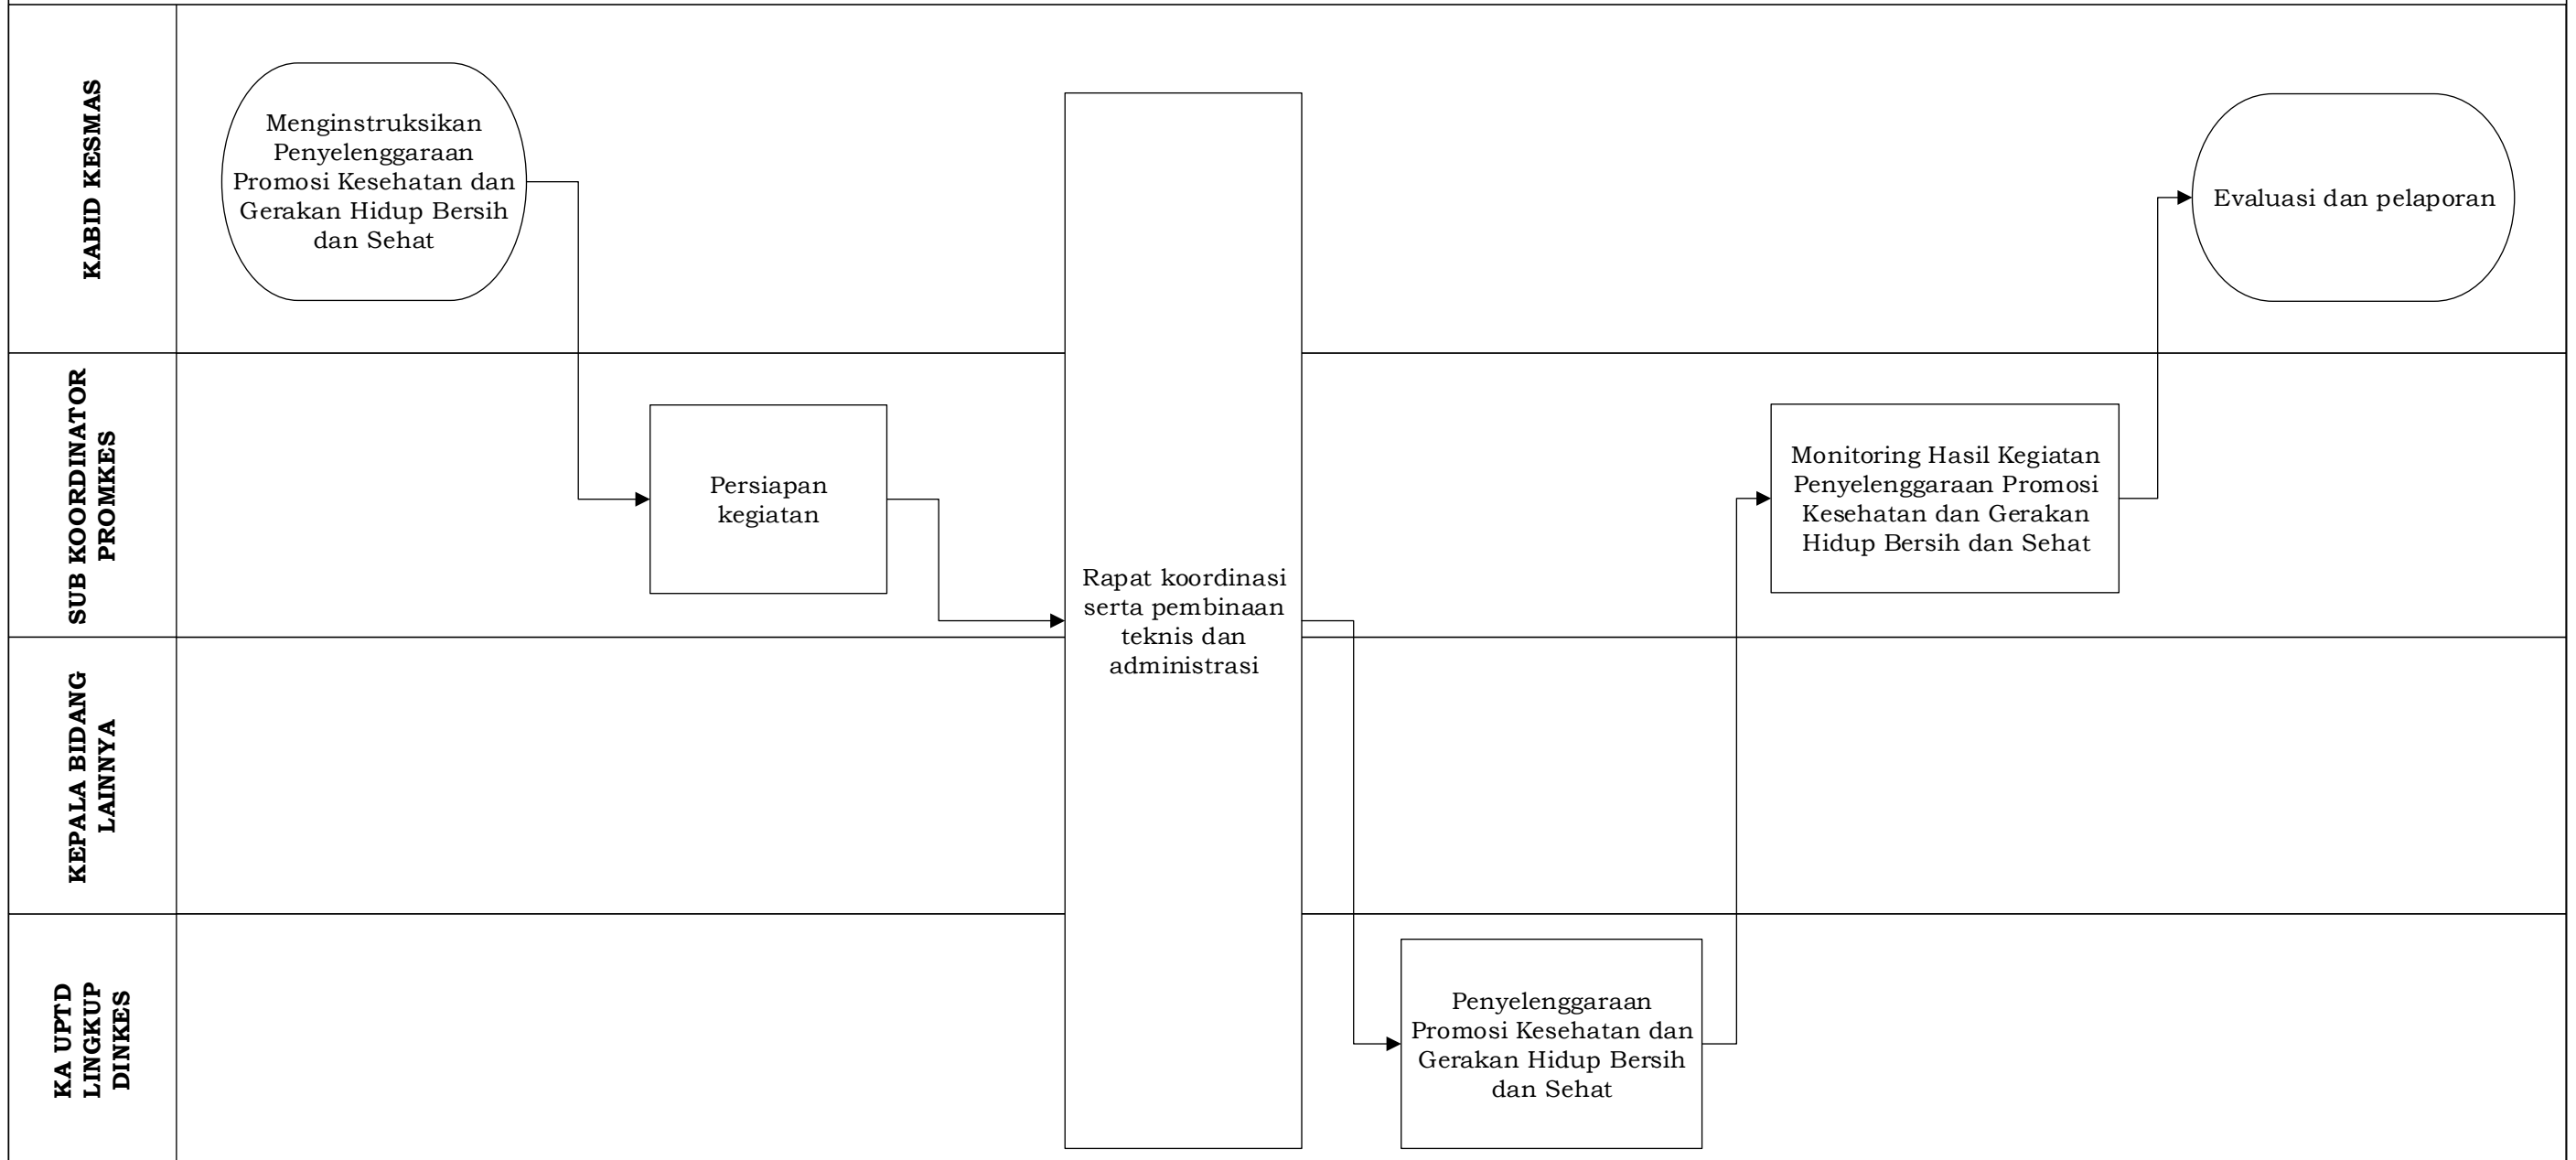 KABID KESMAS
Menginstruksikan
Penyelenggaraan
Promosi Kesehatan dan
Gerakan Hidup Bersih
dan Sehat
Evaluasi dan pelaporan
SUB KOORDINATOR
PROMKES
Persiapan
kegiatan
Rapat koordinasi
serta pembinaan
teknis dan
administrasi
Monitoring Hasil Kegiatan
Penyelenggaraan Promosi
Kesehatan dan Gerakan
Hidup Bersih dan Sehat
KEPALA BIDANG
LAINNYA
KA UPTD
LINGKUP
DINKES
Penyelenggaraan
Promosi Kesehatan dan
Gerakan Hidup Bersih
dan Sehat